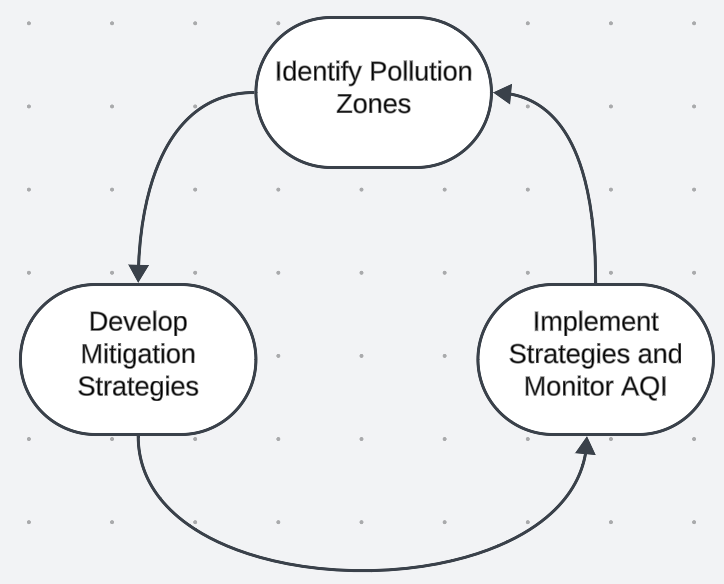 Identify Pollution
Zones
Develop
Mitigation
Strategies
Implement
Strategies and
Monitor AQI